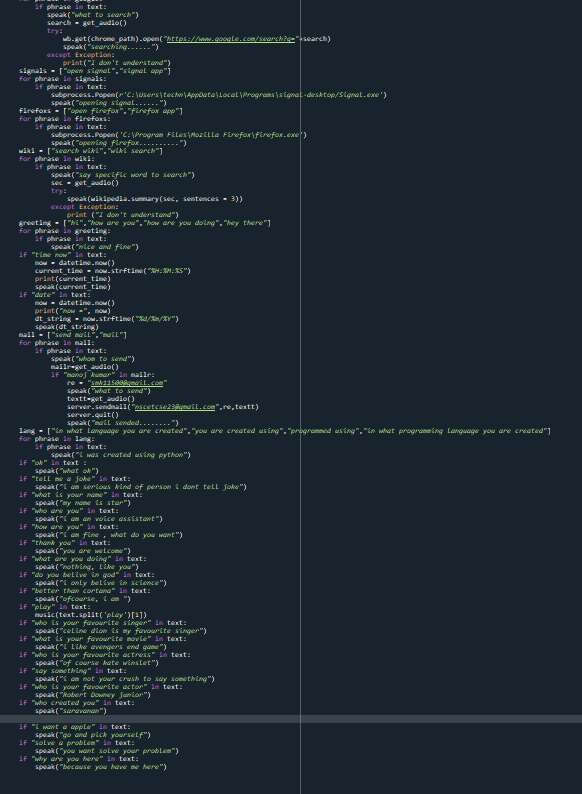 for phrase in google:
if phrase in text:
speak("what to search")
search = get_audio()
try:
wb.get(chrome_path).open("https://www.google.com/search?q="+search)
speak("searching......")
except Exception:
print("I don't understand")
signals = ["open signal","signal app"]
for phrase in signals:
if phrase in text:
subprocess.Popen(r'C:\Users\techn\AppData\Local\Programs\signal-desktop/Signal.exe')
speak("opening signal......")
firefoxs = ["open firefox","firefox app"]
for phrase in firefoxs:
if phrase in text:
subprocess.Popen('C:\Program Files\Mozilla Firefox\firefox.exe')
speak("opening firefox..........")
wiki = ["search wiki","wiki search"]
for phrase in wiki:
if phrase in text:
speak("say specific word to search")
sec = get_audio()
try:
speak(wikipedia.summary(sec, sentences = 3))
except Exception:
print ("I don't understand")
greeting = ["hi","how are you","how are you doing","hey there"]
for phrase in greeting:
if phrase in text:
speak("nice and fine")
if "time now" in text:
now = datetime.now()
current_time = now.strftime("%H:%M:%S")
print(current_time)
speak(current_time)
if "date" in text:
now = datetime.now()
print("now =", now)
dt_string = now.strftime("%d/%m/%Y")
speak(dt_string)
mail = ["send mail","mail"]
for phrase in mail:
if phrase in text:
speak("whom to send")
mailr=get_audio()
if "manoj kumar" in mailr:
re = "smk11500@gmail.com"
speak("what to send")
textt=get_audio()
server.sendmail("nscetcse23@gmail.com",re,textt)
server.quit()
speak("mail sended........")
lang = ["in what language you are created","you are created using","programmed using","in what programming language you are created"]
for phrase in lang:
if phrase in text:
speak("i was created using python")
if "ok" in text :
speak("what ok")
if "tell me a joke" in text:
speak("i am serious kind of person i dont tell joke")
if "what is your name" in text:
speak("my name is star")
if "who are you" in text:
speak("i am an voice assistant")
if "how are you" in text:
speak("i am fine , what do you want")
if "thank you" in text:
speak("you are welcome")
if "what are you doing" in text:
speak("nothing, like you")
if "do you belive in god" in text:
speak("i only belive in science")
if "better than cortana" in text:
speak("ofcourse, i am ")
if "play" in text:
music(text.split('play')[1])
if "who is your favourite singer" in text:
speak("celine dion is my favourite singer")
if "what is your favourite movie" in text:
speak("i like avengers end game")
if "who is your favourite actress" in text:
speak("of course kate winslet")
if "say something" in text:
speak("i am not your crush to say something")
if "who is your favourite actor" in text:
speak("Robert Downey junior")
if "who created you" in text:
speak("saravanan")
if "i want a apple" in text:
speak("go and pick yourself")
if "solve a problem" in text:
speak("you want solve your problem")
if "why are you here" in text:
speak("because you have me here")